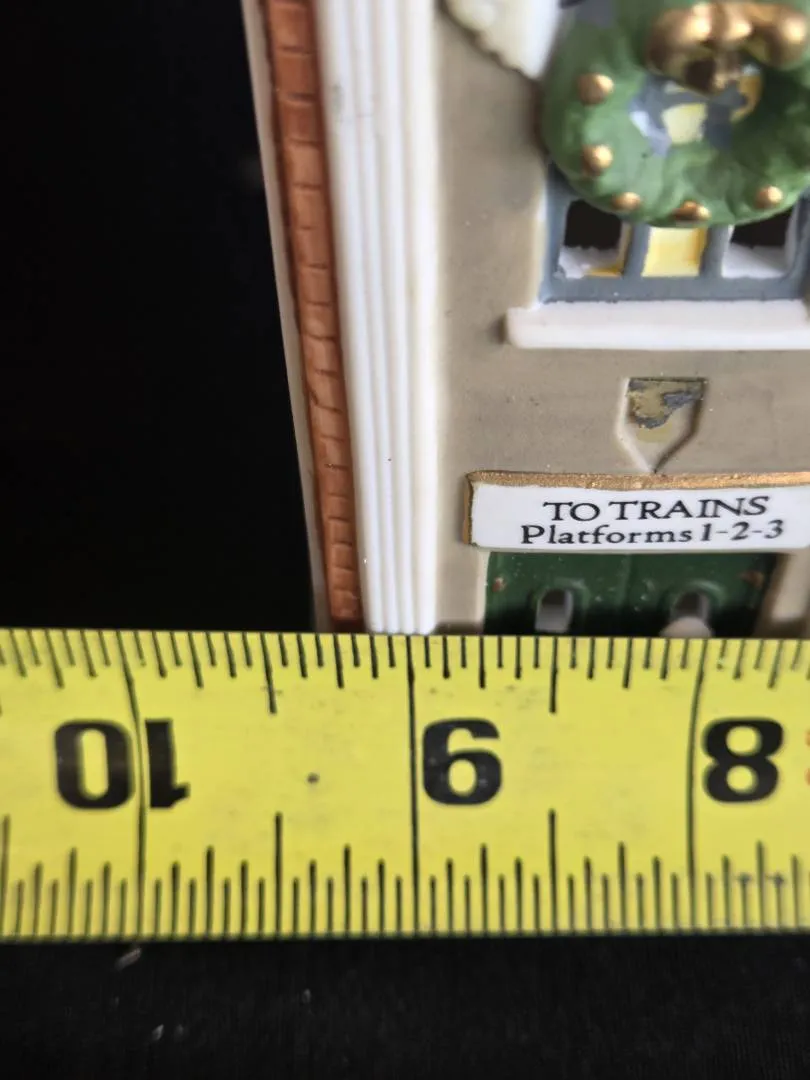 TO TRAINS
Platforms 1-2-3
10 9 8